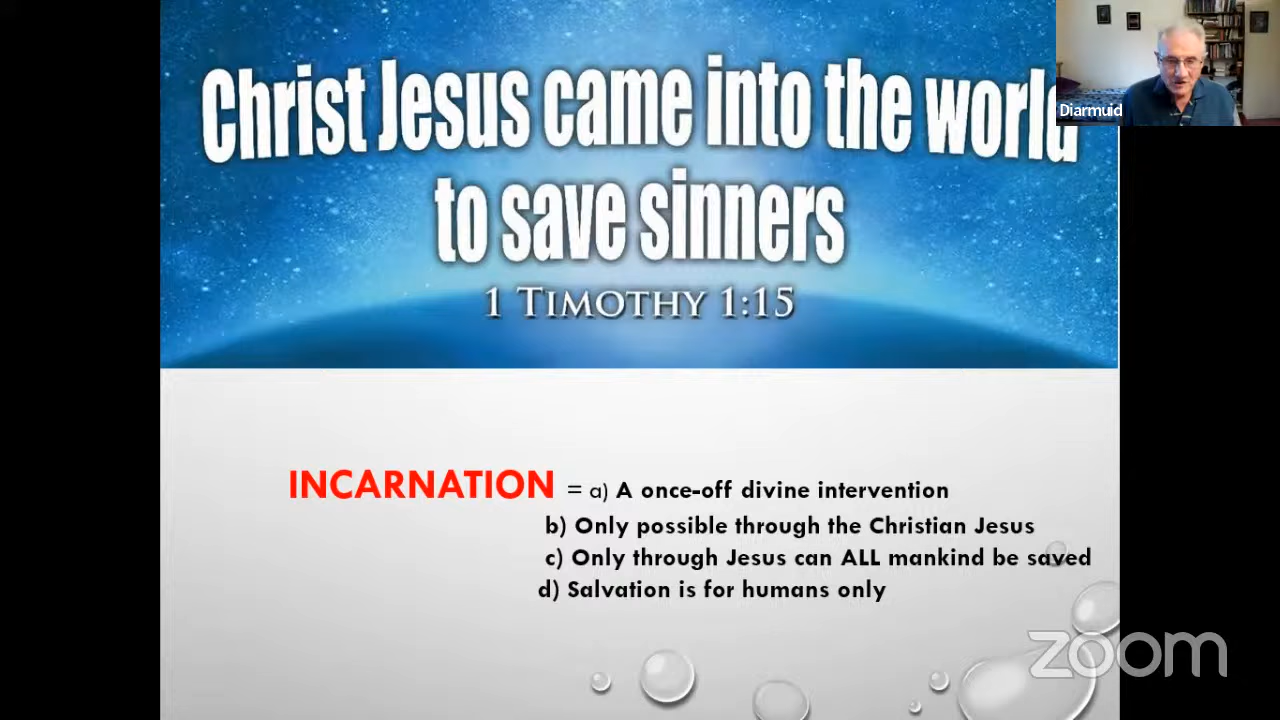 Christ Jesus came into the world
to save sinners
1 TIMOTHY 1:15
Diarmuid
INCARNATION = a) A once-off divine intervention
b) Only possible through the Christian Jesus
c) Only through Jesus can ALL mankind be saved
d) Salvation is for humans only
zoom